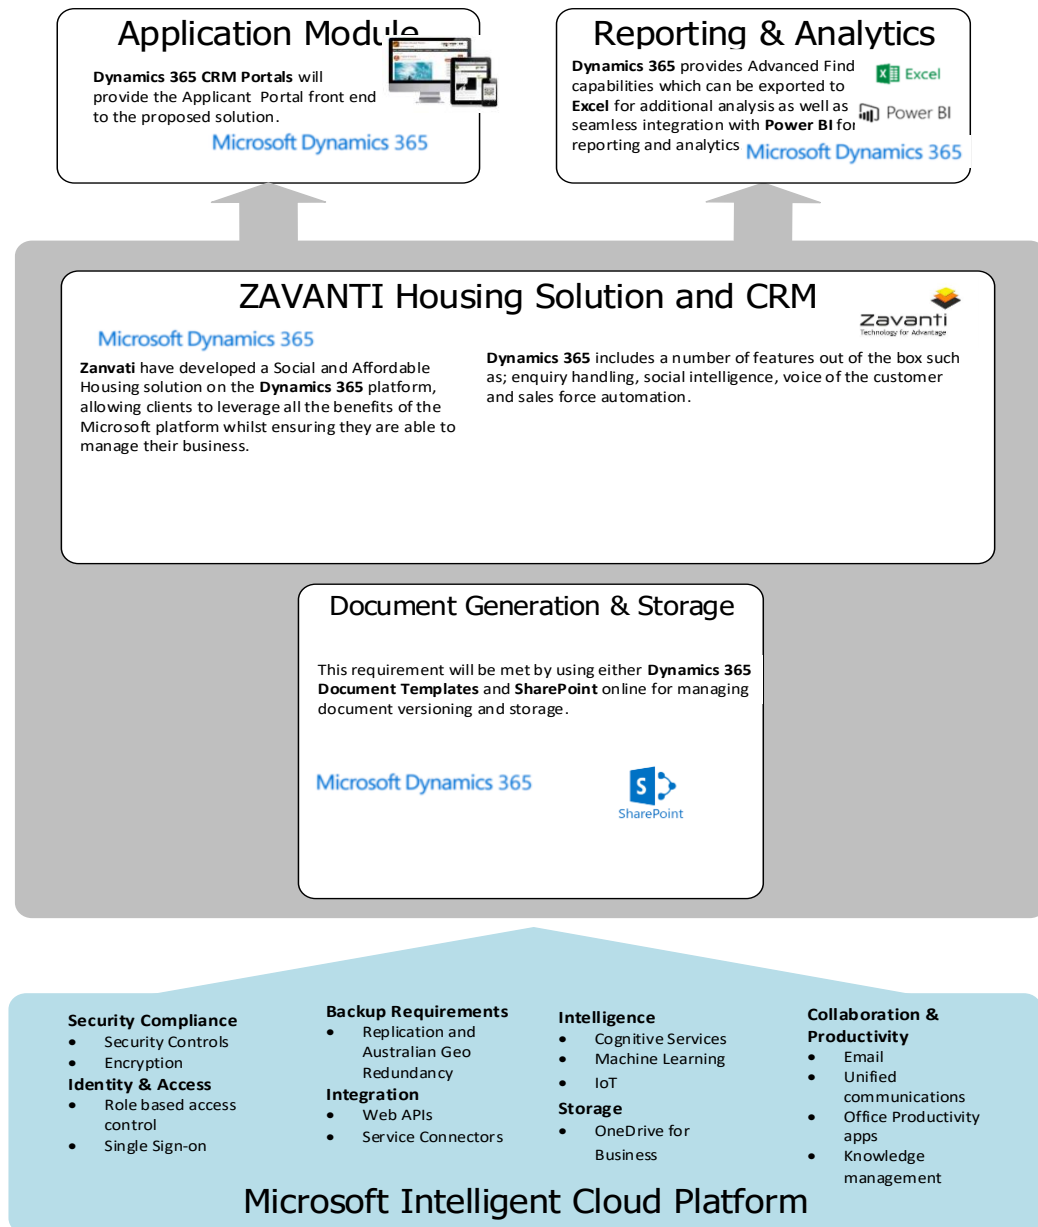 Application Module
Dynamics 365 CRM Portals will
provide the Applicant Portal front end
to the proposed solution.
Microsoft Dynamics 365
Reporting & Analytics
Dynamics 365 provides Advanced Find
capabilities which can be exported to
Excel for additional analysis as well as
seamless integration with Power BI for
reporting and analytics
Excel
Power BI
Microsoft Dynamics 365
ZAVANTI Housing Solution and CRM
Zavanti
Technology for Advantage
Microsoft Dynamics 365
Zanvati have developed a Social and Affordable
Housing solution on the Dynamics 365 platform,
allowing clients to leverage all the benefits of the
Microsoft platform whilst ensuring they are able to
manage their business.
Dynamics 365 includes a number of features out of the box such
as; enquiry handling, social intelligence, voice of the customer
and sales force automation.
Document Generation & Storage
This requirement will be met by using either Dynamics 365
Document Templates and SharePoint online for managing
document versioning and storage.
Microsoft Dynamics 365
S
SharePoint
Security Compliance
• Security Controls
• Encryption
Identity & Access
• Role based access
control
• Single Sign-on
Backup Requirements
• Replication and
Australian Geo
Redundancy
Integration
• Web APIs
• Service Connectors
Intelligence
• Cognitive Services
• Machine Learning
• IoT
Storage
• OneDrive for
Business
Collaboration &
Productivity
• Email
• Unified
communications
• Office Productivity
apps
• Knowledge
management
Microsoft Intelligent Cloud Platform